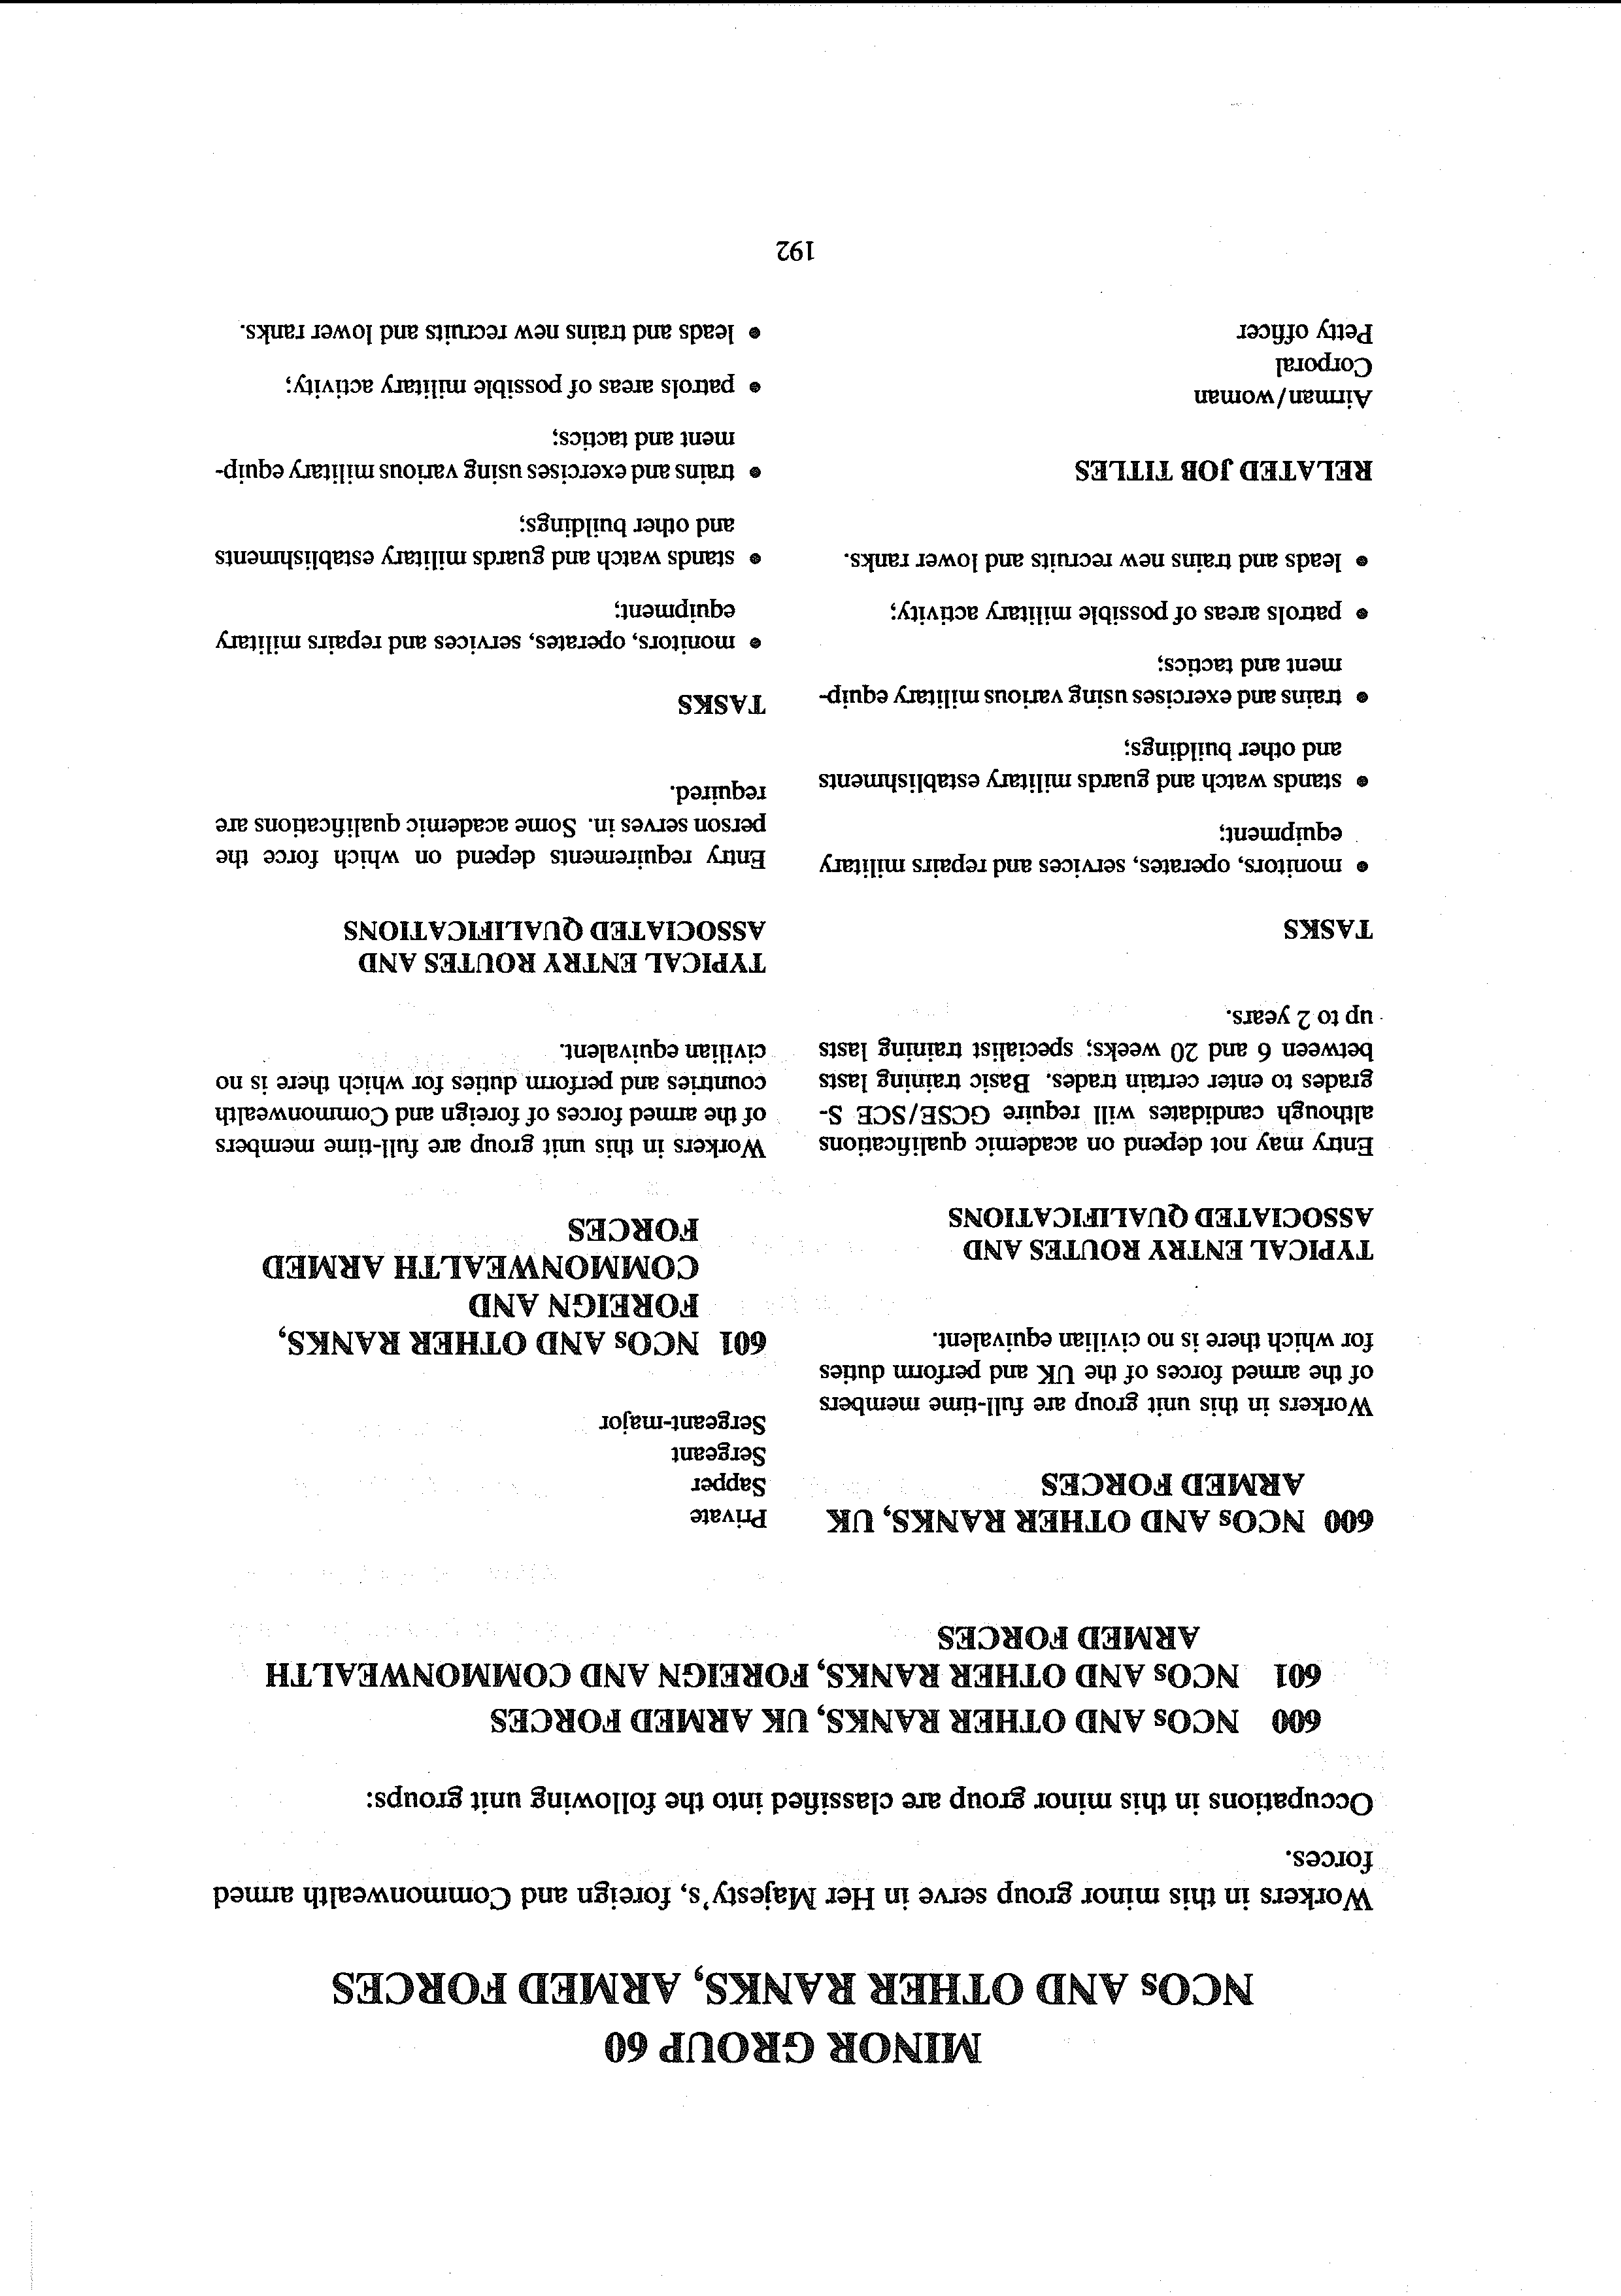 MINOR GROUP 60
NCOs AND OTHER RANKS, ARMED FORCES
Workers in this minor group serve in Her Majesty's, foreign and Commonwealth armed
forces.
Occupations in this minor group are classified into the following unit groups:
600 NCOs AND OTHER RANKS, UK ARMED FORCES
601 NCOs AND OTHER RANKS, FOREIGN AND COMMONWEALTH
ARMED FORCES
600 NCOs AND OTHER RANKS, UK
ARMED FORCES
Workers in this unit group are full-time members
of the armed forces of the UK and perform duties
for which there is no civilian equivalent.
TYPICAL ENTRY ROUTES AND
ASSOCIATED QUALIFICATIONS
Entry may not depend on academic qualifications
although candidates will require GCSE/SCE S-
grades to enter certain trades. Basic training lasts
between 6 and 20 weeks; specialist training lasts
up to 2 years.
TASKS
• monitors, operates, services and repairs military
equipment;
• stands watch and guards military establishments
and other buildings;
• trains and exercises using various military equip-
ment and tactics;
• patrols areas of possible military activity;
• leads and trains new recruits and lower ranks.
RELATED JOB TITLES
Airman/woman
Corporal
Petty officer
Private
Sapper
Sergeant
Sergeant-major
601 NCOs AND OTHER RANKS,
FOREIGN AND
COMMONWEALTH ARMED
FORCES
Workers in this unit group are full-time members
of the armed forces of foreign and Commonwealth
countries and perform duties for which there is no
civilian equivalent.
TYPICAL ENTRY ROUTES AND
ASSOCIATED QUALIFICATIONS
Entry requirements depend on which force the
person serves in. Some academic qualifications are
required.
TASKS
• monitors, operates, services and repairs military
equipment;
• stands watch and guards military establishments
and other buildings;
• trains and exercises using various military equip-
ment and tactics;
• patrols areas of possible military activity;
• leads and trains new recruits and lower ranks.
192